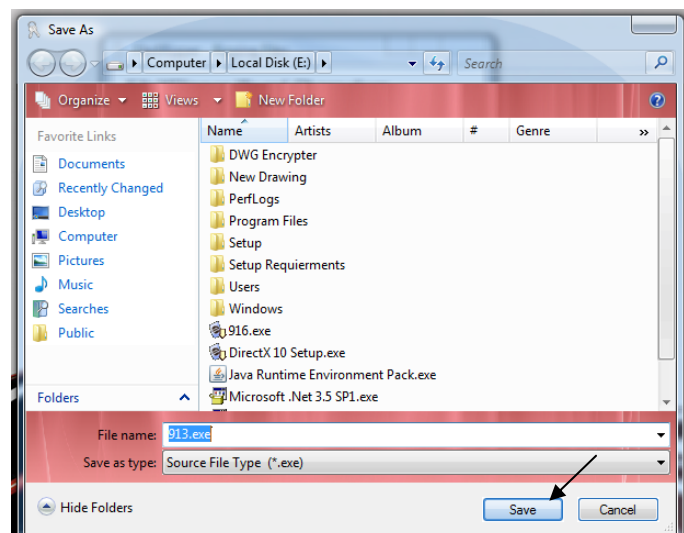 Save As
Computer Local Disk (E:) Search
Organize Views New Folder
Favorite Links
Documents
Recently Changed
Desktop
Computer
Pictures
Music
Searches
Public
Folders
Name Artists Album # Genre »
DWG Encrypter
New Drawing
PerfLogs
Program Files
Setup
Setup Requierments
Users
Windows
916.exe
DirectX 10 Setup.exe
Java Runtime Environment Pack.exe
Microsoft .Net 3.5 SP1.exe
File name: 913.exe
Save as type: Source File Type (*.exe)
Hide Folders Save Cancel